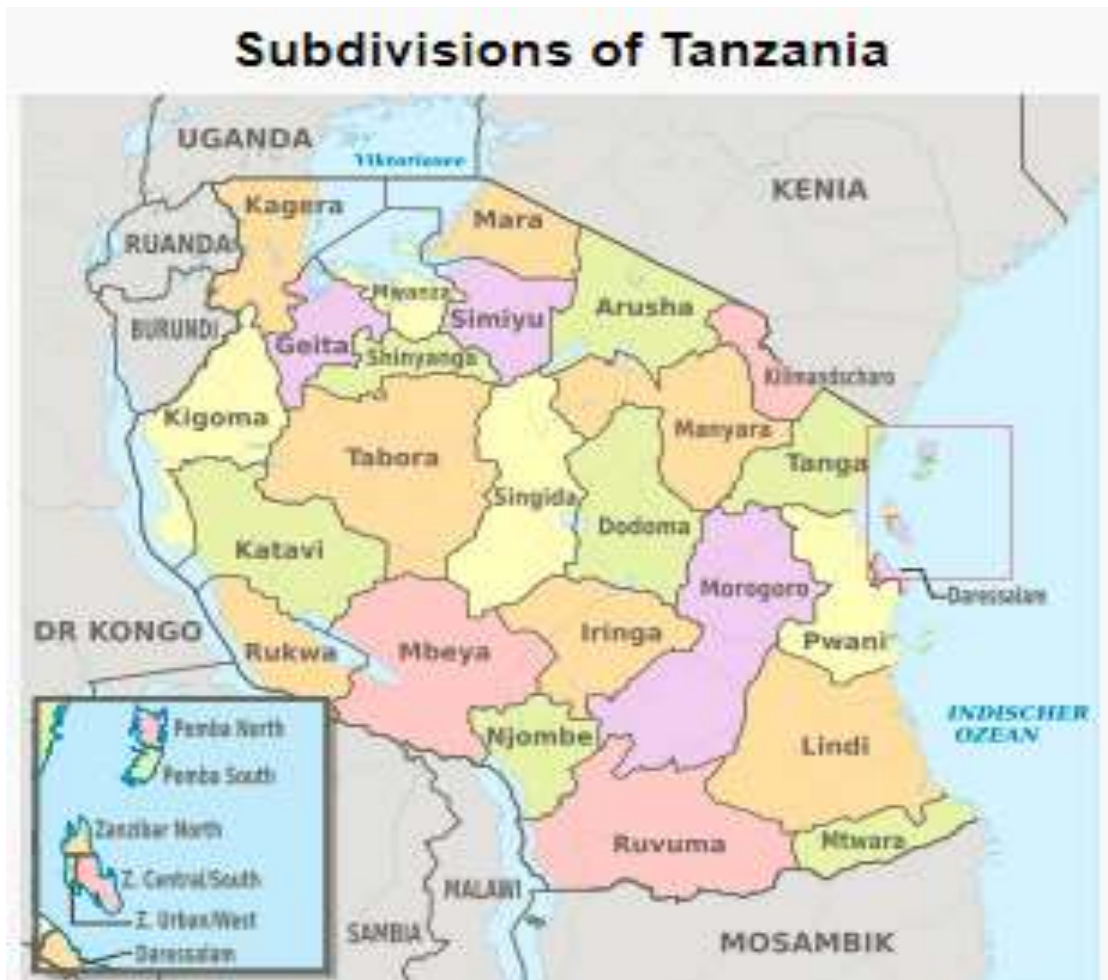 Subdivisions of Tanzania
UGANDA
Viktoriasee
KENIA
Kagera
Mara
RUANDA
Mwanza
Arusha
BURUNDI
Simiyu
Geita
Shinyanga
Kilimandscharo
Kigoma
Manyara
Tabora
Tanga
Singida
Dodoma
Katavi
Morogoro
Daressalam
DR KONGO
Iringa
Rukwa
Mbeya
Pwani
INDISCHER
OZEAN
Njombe
Lindi
Ruvuma
Mtwara
MALAWI
SAMBIA
MOSAMBIK
Pemba North
Pemba South
Zanzibar North
Z. Central/South
Z. Urban/West
Daressalam